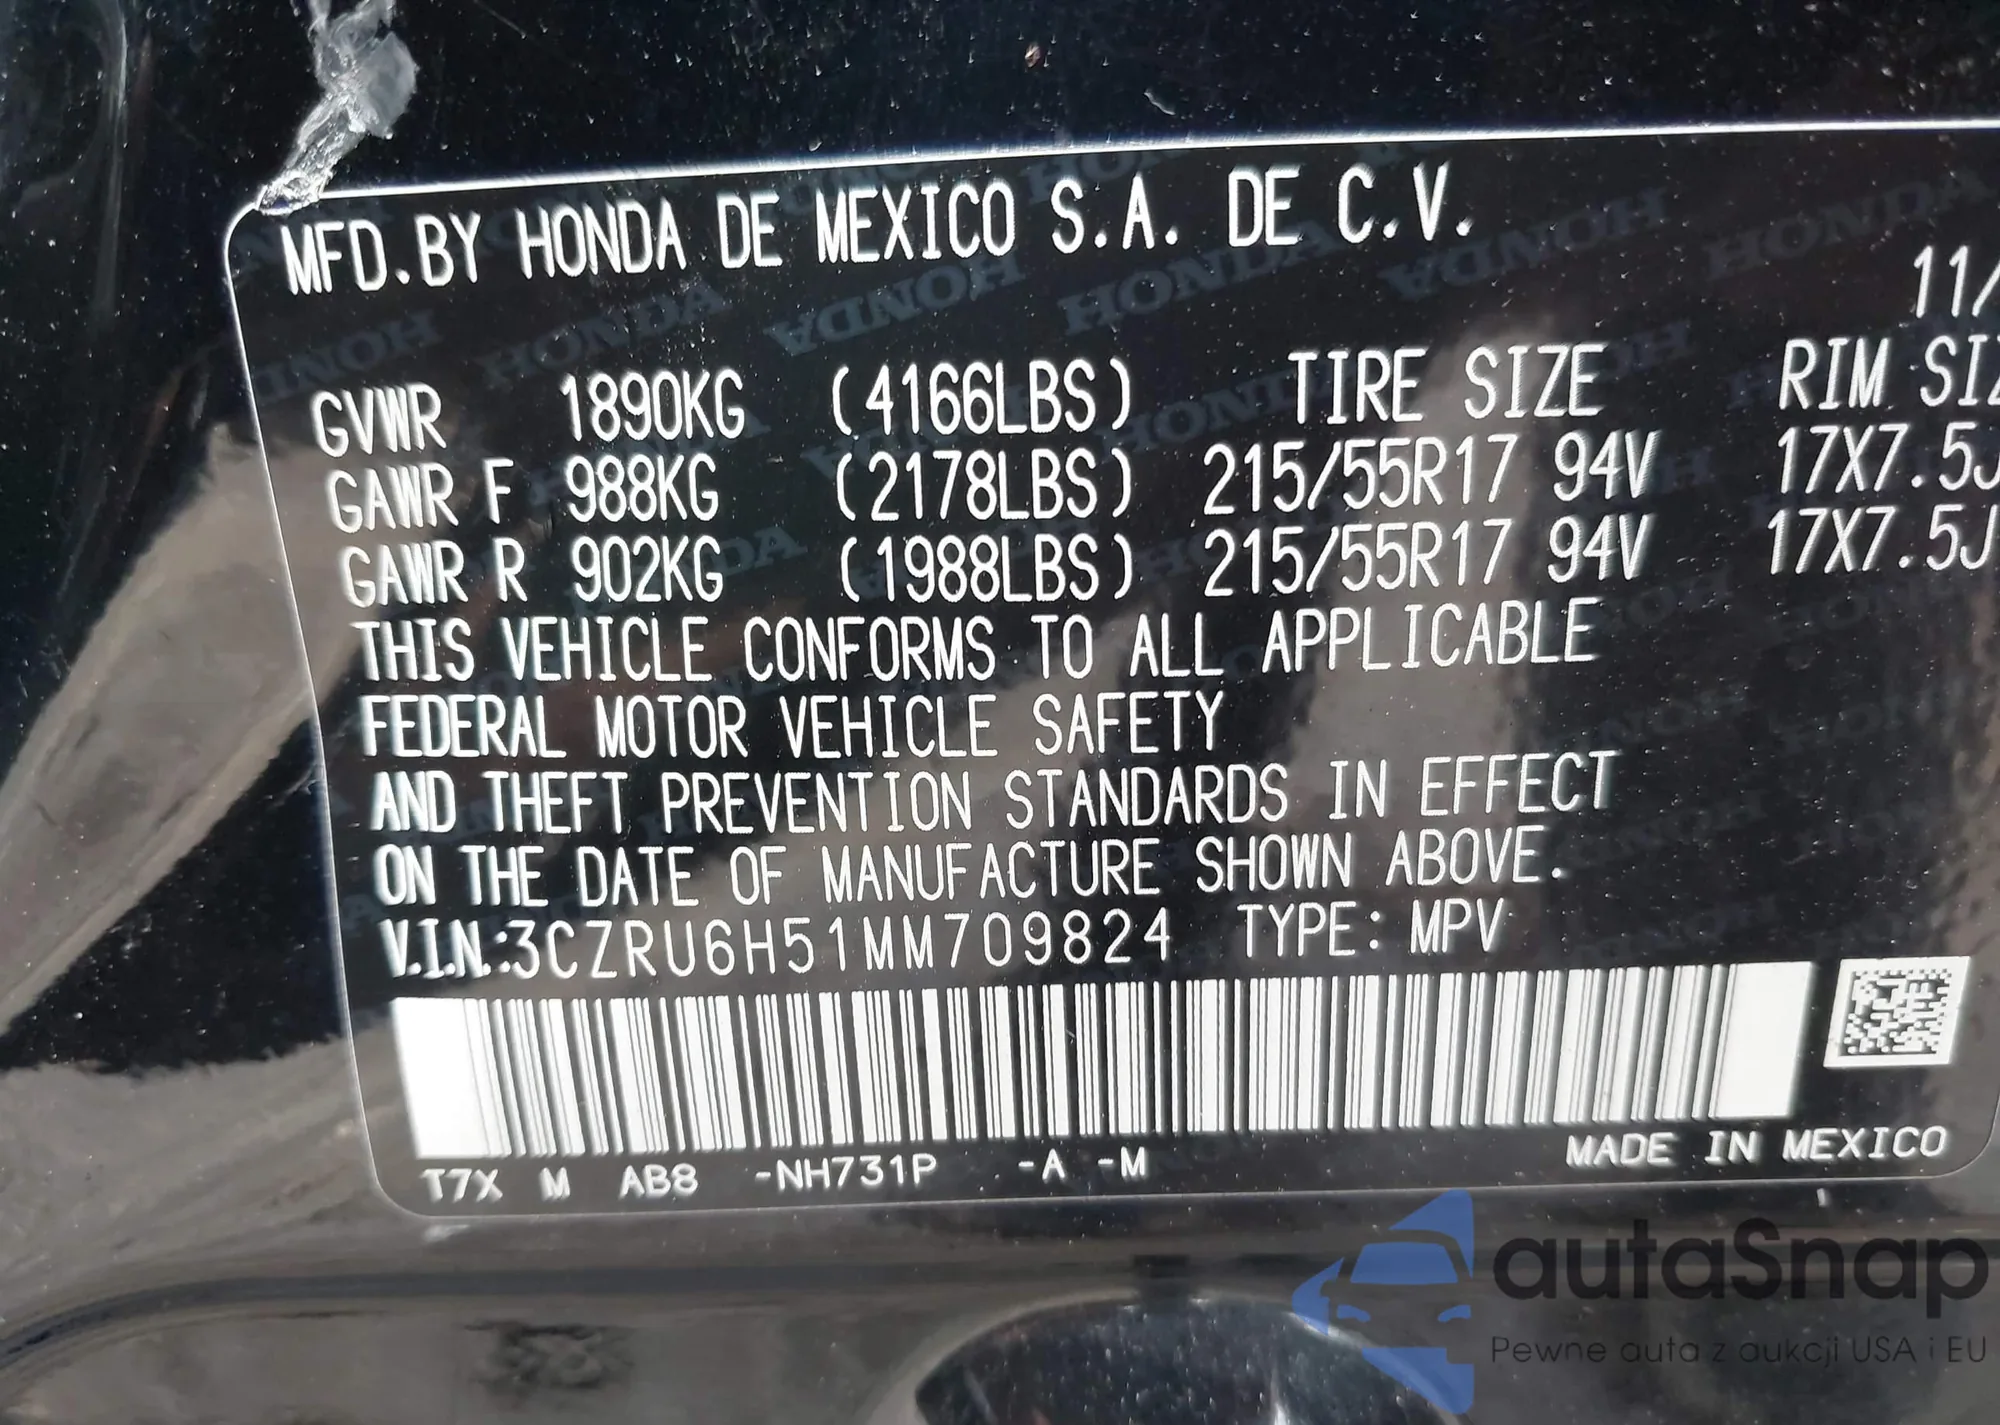 MFD.BY HONDA DE MEXICO S.A. DE C.V.
11/
GVWR 1890KG (4166LBS) TIRE SIZE RIM SIZ
GAWR F 988KG (2178LBS) 215/55R17 94V 17X7.5J
GAWR R 902KG (1988LBS) 215/55R17 94V 17X7.5J
THIS VEHICLE CONFORMS TO ALL APPLICABLE
FEDERAL MOTOR VEHICLE SAFETY
AND THEFT PREVENTION STANDARDS IN EFFECT
ON THE DATE OF MANUFACTURE SHOWN ABOVE.
V.I.N.:3CZRU6H51MM709824 TYPE: MPV
T7X M AB8 -NH731P -A -M MADE IN MEXICO
autaSnap
Pewne auta z aukcji USA i EU